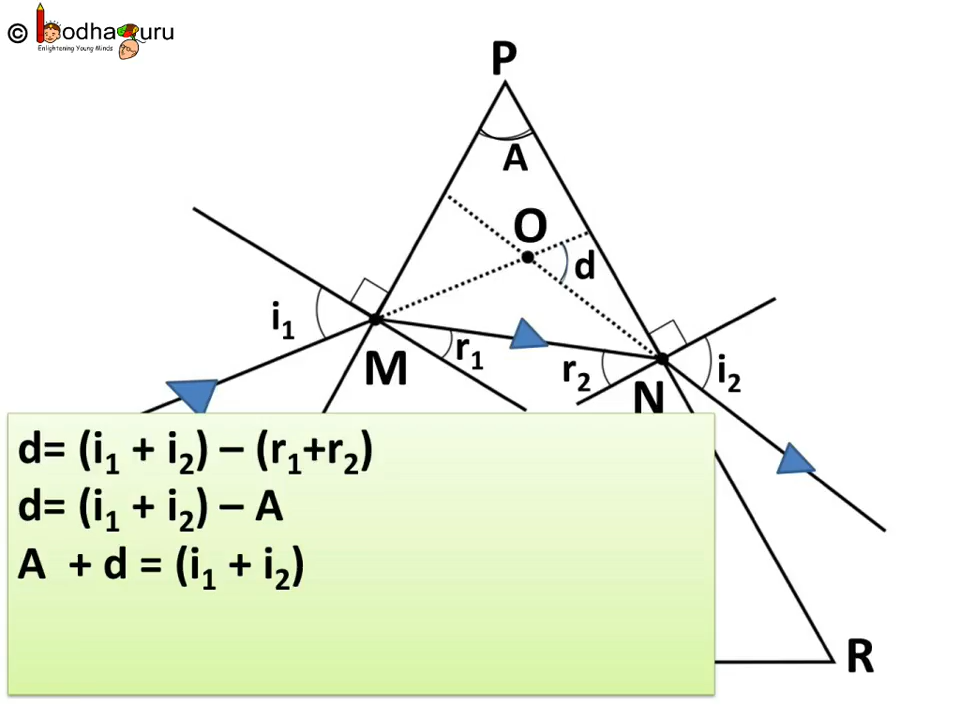 © BodhaGuru
Enlightening Young Minds
P
A
O
d
i₁
M
r₁
r₂
N
i₂
d= (i₁ + i₂) – (r₁+r₂)
d= (i₁ + i₂) – A
A + d = (i₁ + i₂)
R